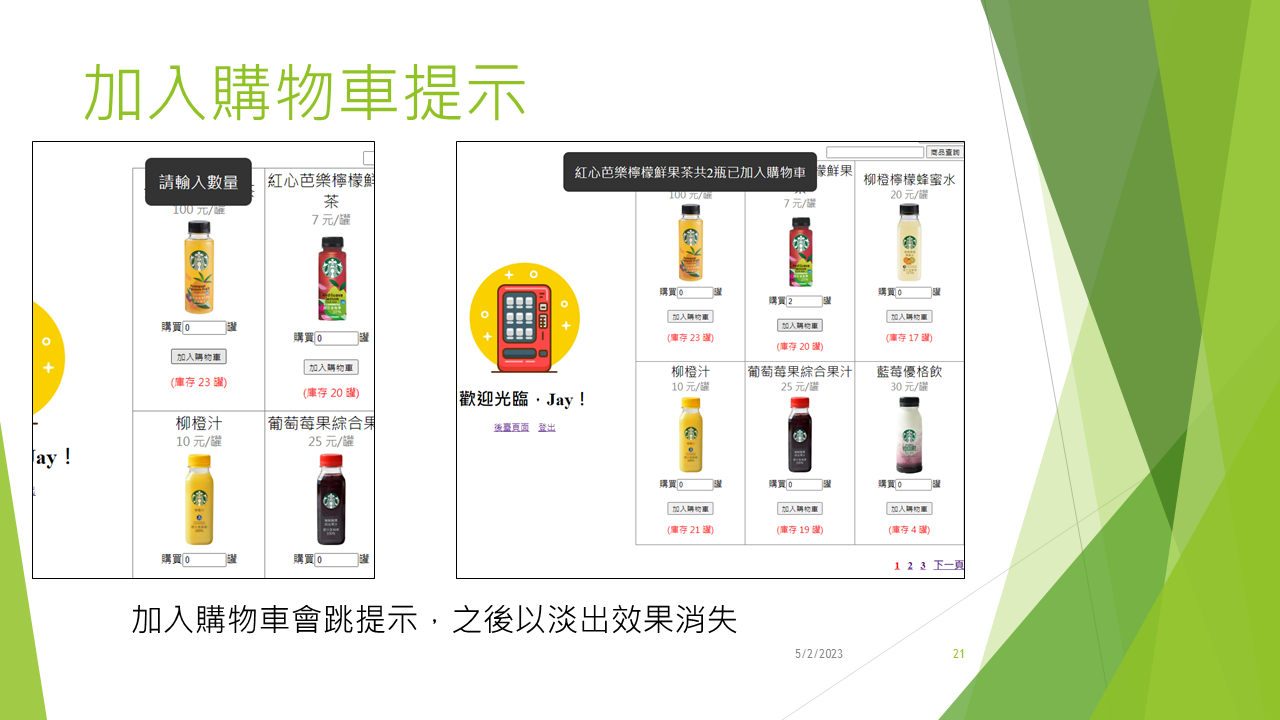 加入購物車提示
請輸入數量
100 元/罐
購買 0 罐
加入購物車
(庫存 23 罐)
紅心芭樂檸檬鮮
茶
7 元/罐
購買 0 罐
加入購物車
(庫存 20 罐)
Jay！
柳橙汁
10 元/罐
購買 0 罐
葡萄莓果綜合果
25 元/罐
購買 0 罐
商品查詢
紅心芭樂檸檬鮮果茶共2瓶已加入購物車
歡迎光臨，Jay！
後臺頁面 登出
100 元/罐
購買 0 罐
加入購物車
(庫存 23 罐)
檬鮮果
7 元/罐
購買 2 罐
加入購物車
(庫存 20 罐)
柳橙檸檬蜂蜜水
20 元/罐
購買 0 罐
加入購物車
(庫存 17 罐)
柳橙汁
10 元/罐
購買 0 罐
加入購物車
(庫存 21 罐)
葡萄莓果綜合果汁
25 元/罐
購買 0 罐
加入購物車
(庫存 19 罐)
藍莓優格飲
30 元/罐
購買 0 罐
加入購物車
(庫存 4 罐)
1 2 3 下一頁
加入購物車會跳提示，之後以淡出效果消失
5/2/2023
21